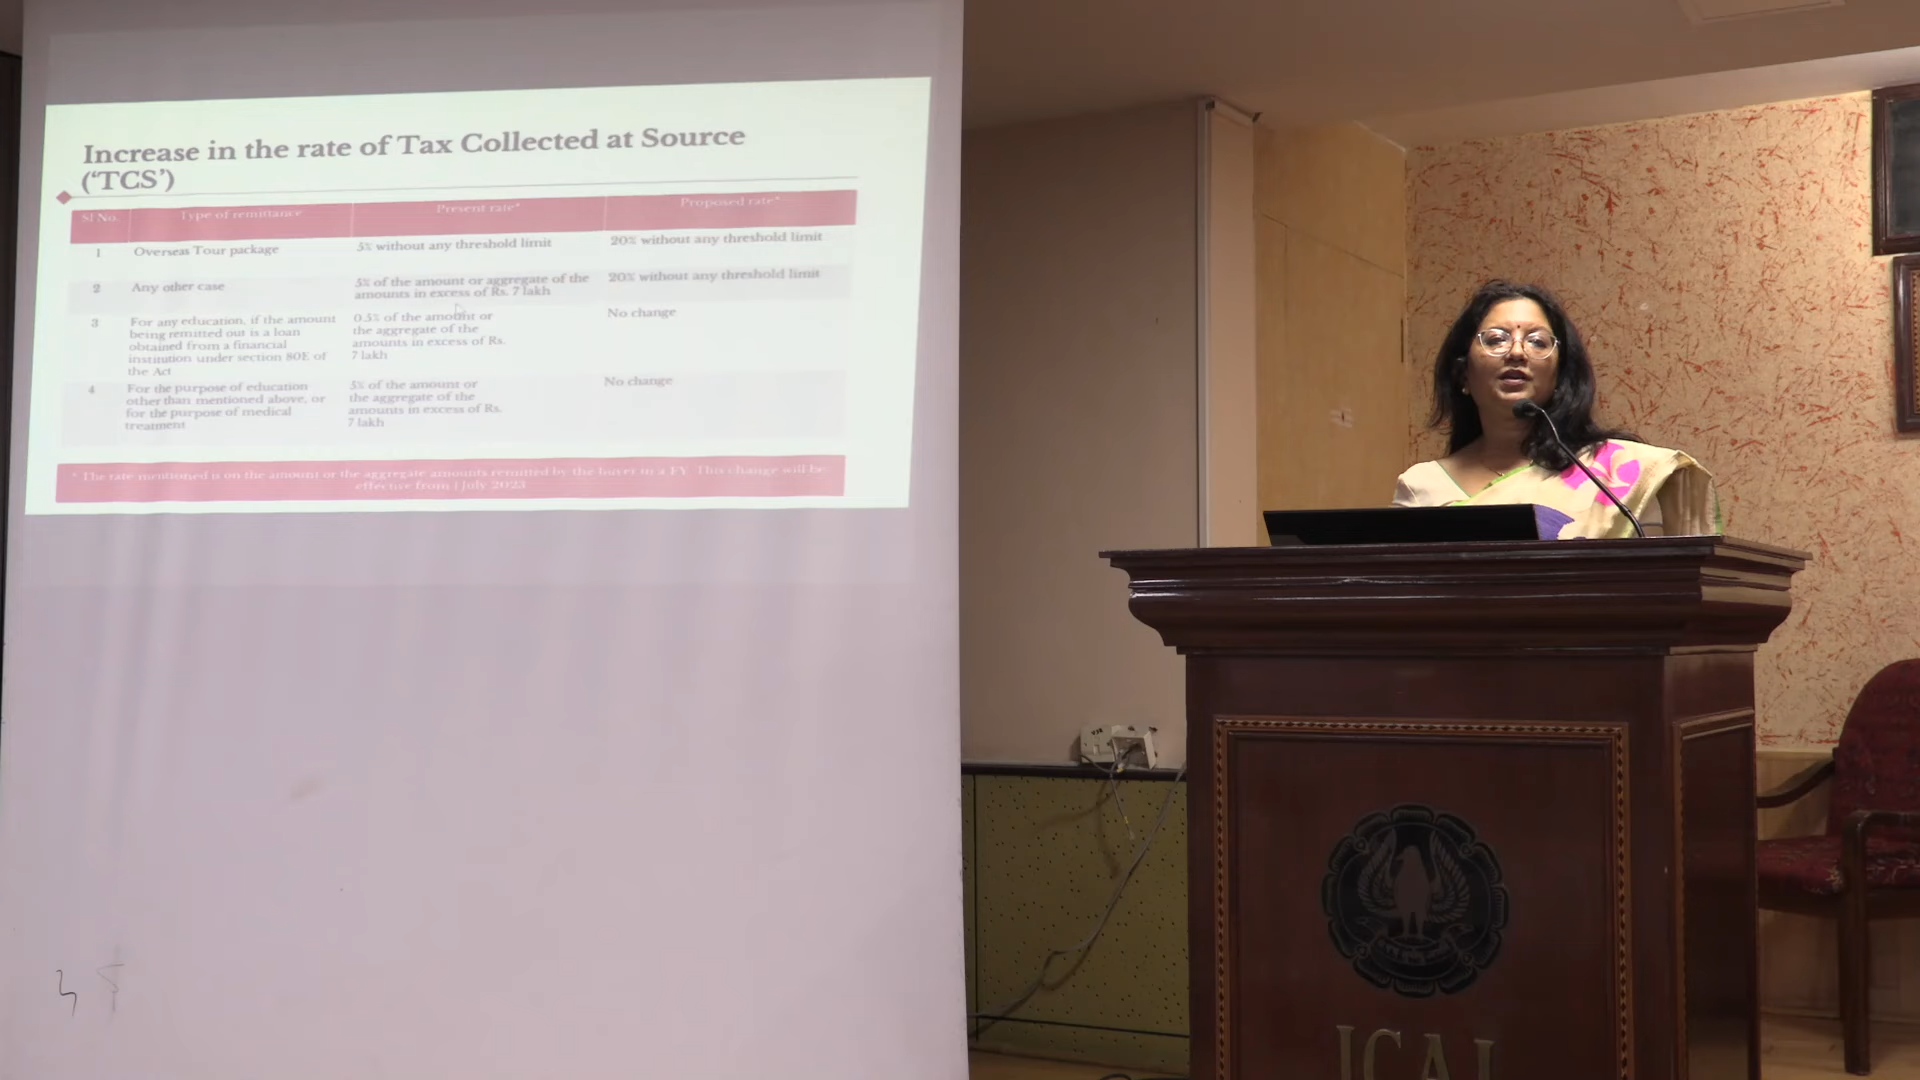 Increase in the rate of Tax Collected at Source
('TCS')
Sl No. Type of remittance Present rate* Proposed rate*
1 Overseas Tour package 5% without any threshold limit 20% without any threshold limit
2 Any other case 5% of the amount or aggregate of the amounts in excess of Rs. 7 lakh 20% without any threshold limit
3 For any education, if the amount being remitted out is a loan obtained from a financial institution under section 80E of the Act 0.5% of the amount or the aggregate of the amounts in excess of Rs. 7 lakh No change
4 For the purpose of education other than mentioned above, or for the purpose of medical treatment 5% of the amount or the aggregate of the amounts in excess of Rs. 7 lakh No change
* The rate mentioned is on the amount or the aggregate amounts remitted by the buyer in a FY. This change will be
effective from 1 July 2023
ICAI